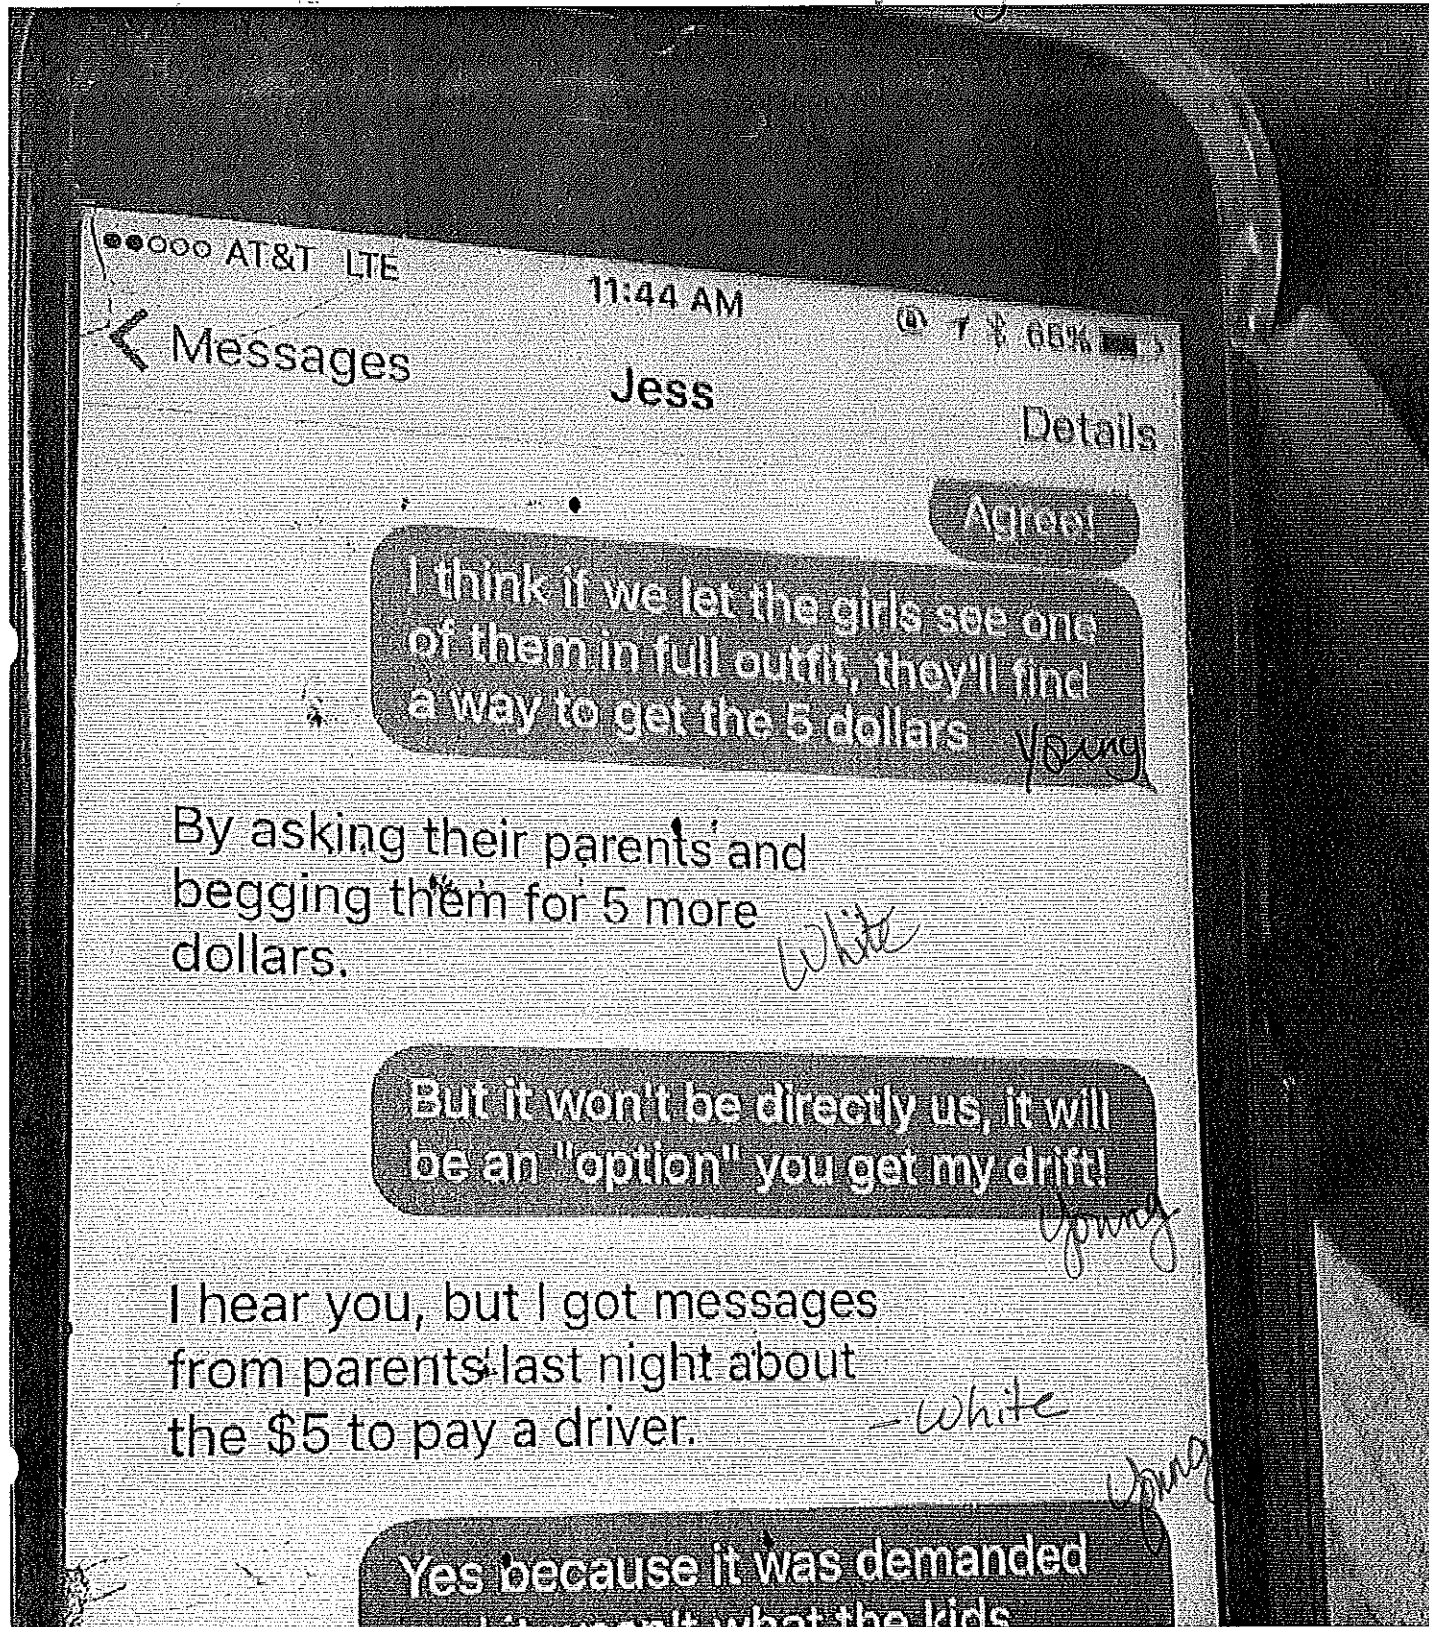 AT&T LTE 11:44 AM 66%
Messages Jess Details
Agree!
I think if we let the girls see one
of them in full outfit, they'll find
a way to get the 5 dollars Young
By asking their parents and
begging them for 5 more
dollars. White
But it won't be directly us, it will
be an "option" you get my drift!
Young
I hear you, but I got messages
from parents last night about
the $5 to pay a driver. - White
Young
Yes because it was demanded
what the kids